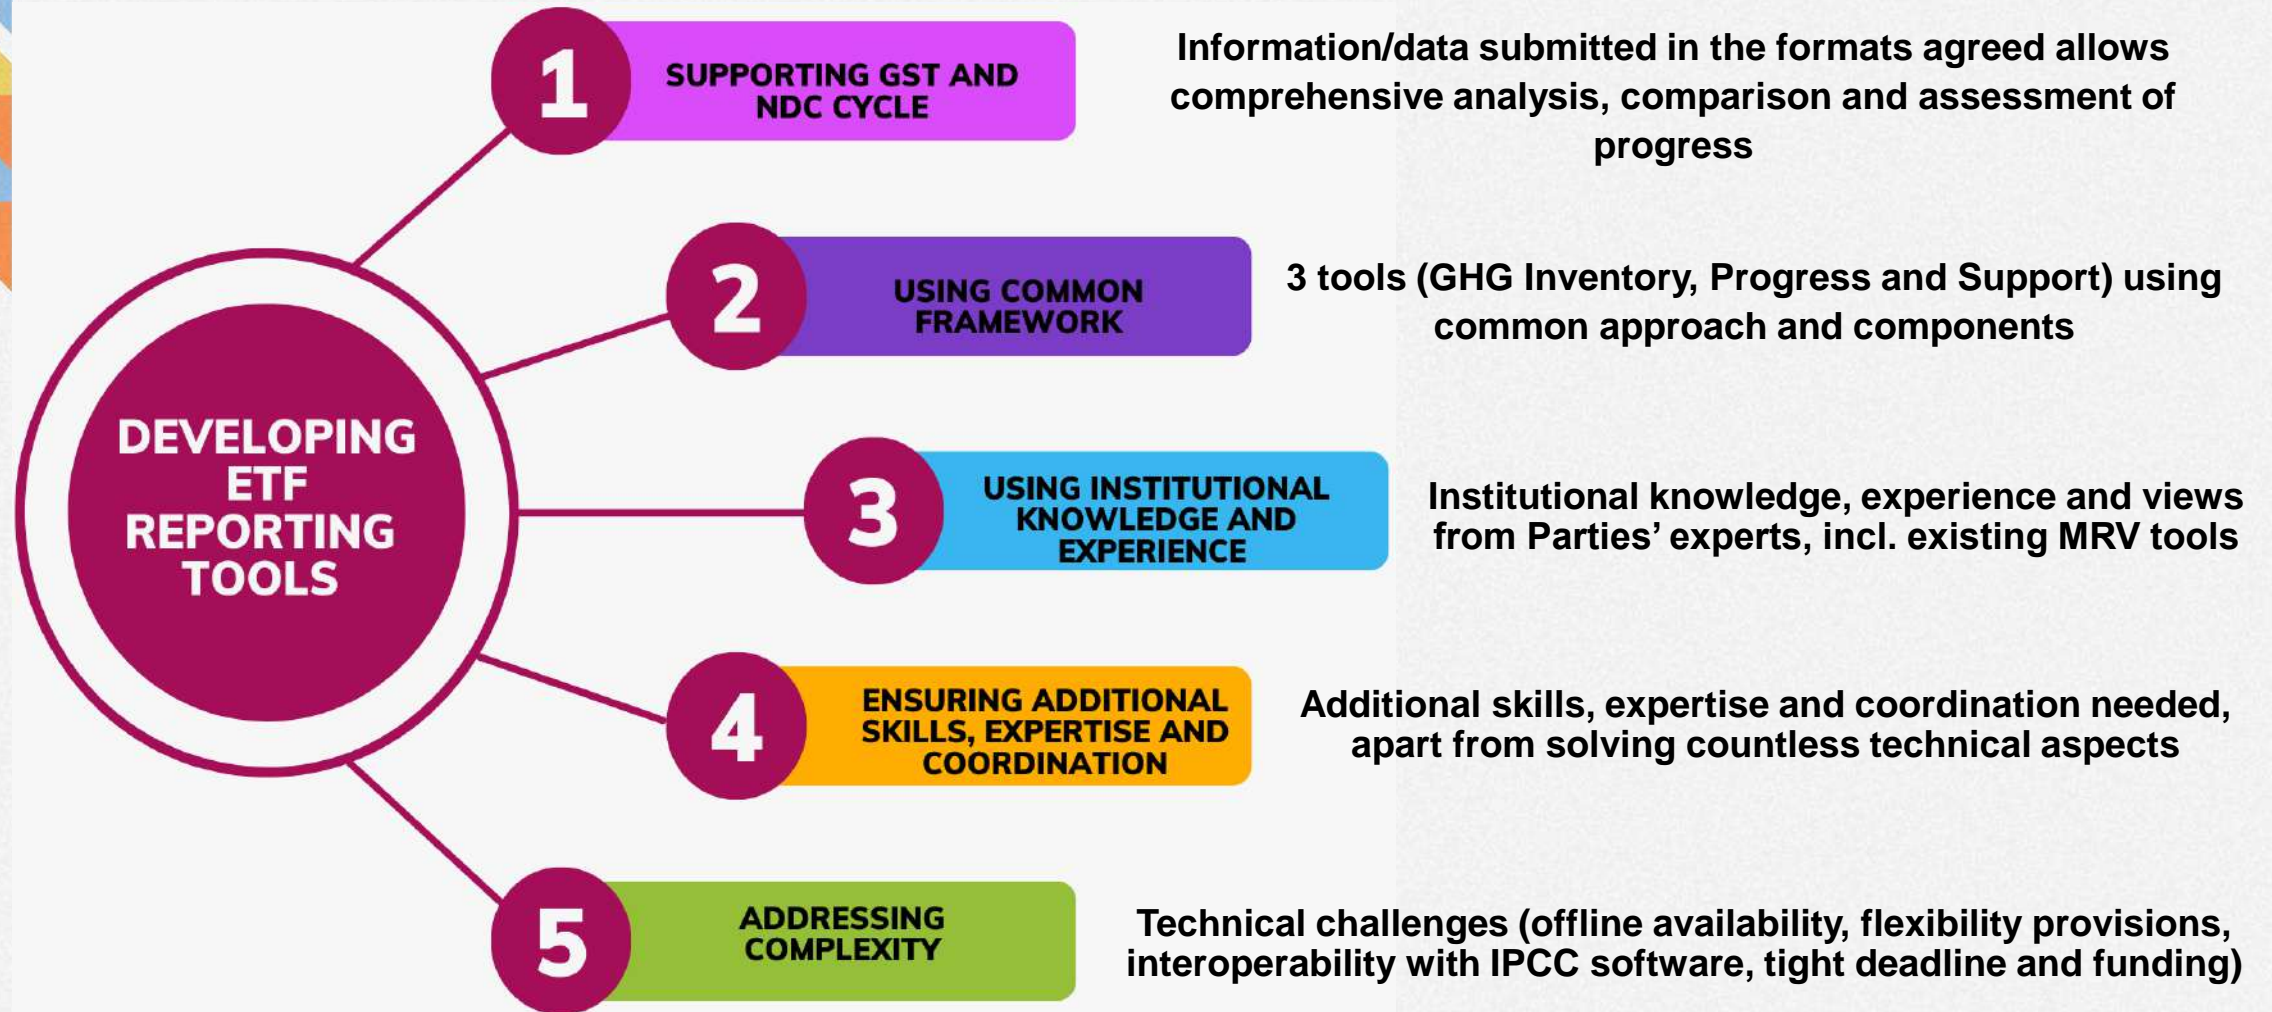 DEVELOPING
ETF
REPORTING
TOOLS
1
SUPPORTING GST AND
NDC CYCLE
Information/data submitted in the formats agreed allows
comprehensive analysis, comparison and assessment of
progress
2
USING COMMON
FRAMEWORK
3 tools (GHG Inventory, Progress and Support) using
common approach and components
3
USING INSTITUTIONAL
KNOWLEDGE AND
EXPERIENCE
Institutional knowledge, experience and views
from Parties’ experts, incl. existing MRV tools
4
ENSURING ADDITIONAL
SKILLS, EXPERTISE AND
COORDINATION
Additional skills, expertise and coordination needed,
apart from solving countless technical aspects
5
ADDRESSING
COMPLEXITY
Technical challenges (offline availability, flexibility provisions,
interoperability with IPCC software, tight deadline and funding)